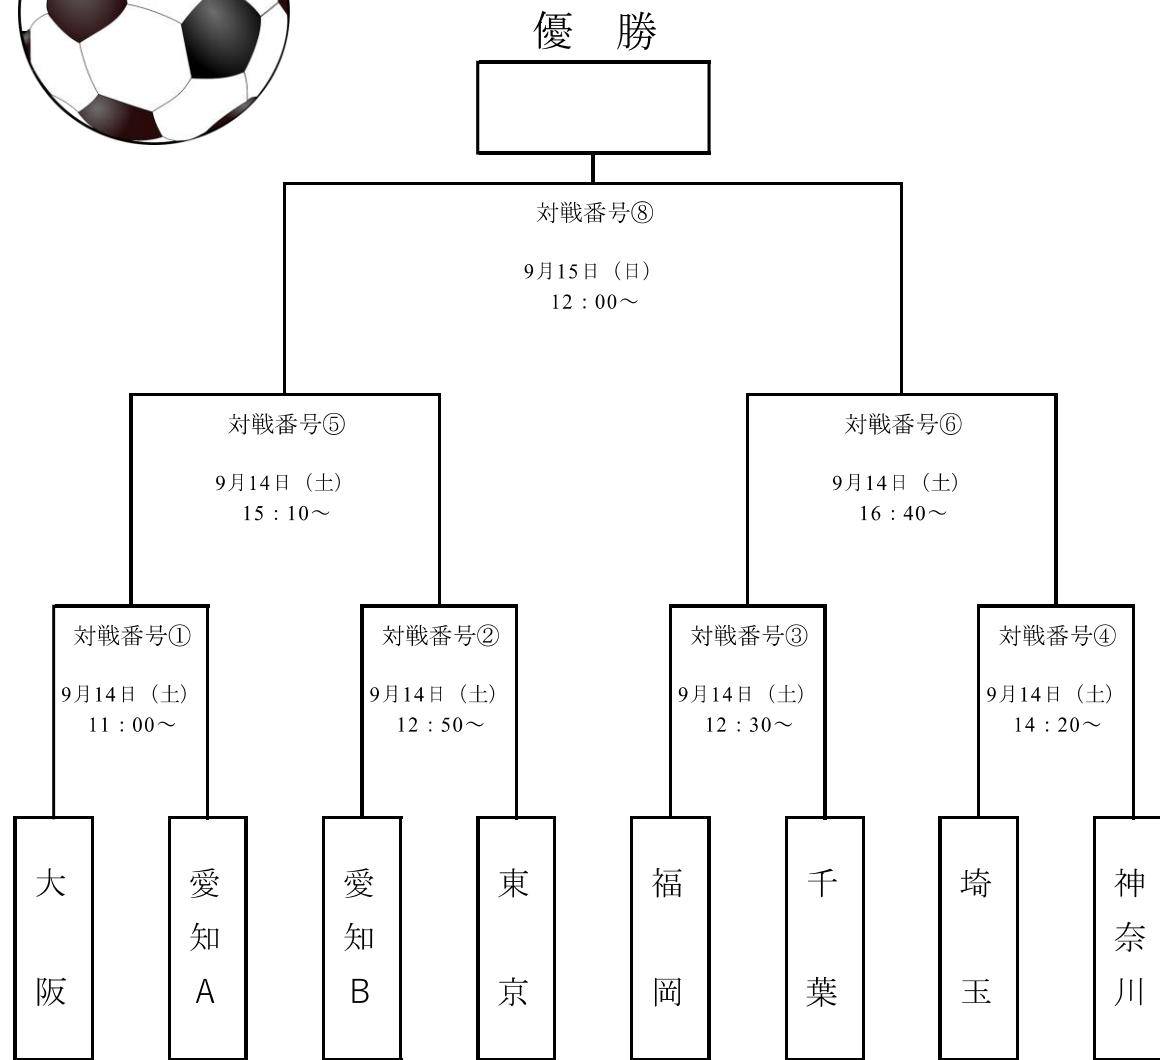 優　勝
対戦番号⑧
9月15日（日）
12：00～
対戦番号⑤
9月14日（土）
15：10～
対戦番号⑥
9月14日（土）
16：40～
対戦番号①
9月14日（土）
11：00～
対戦番号②
9月14日（土）
12：50～
対戦番号③
9月14日（土）
12：30～
対戦番号④
9月14日（土）
14：20～
大阪
愛知A
愛知B
東京
福岡
千葉
埼玉
神奈川